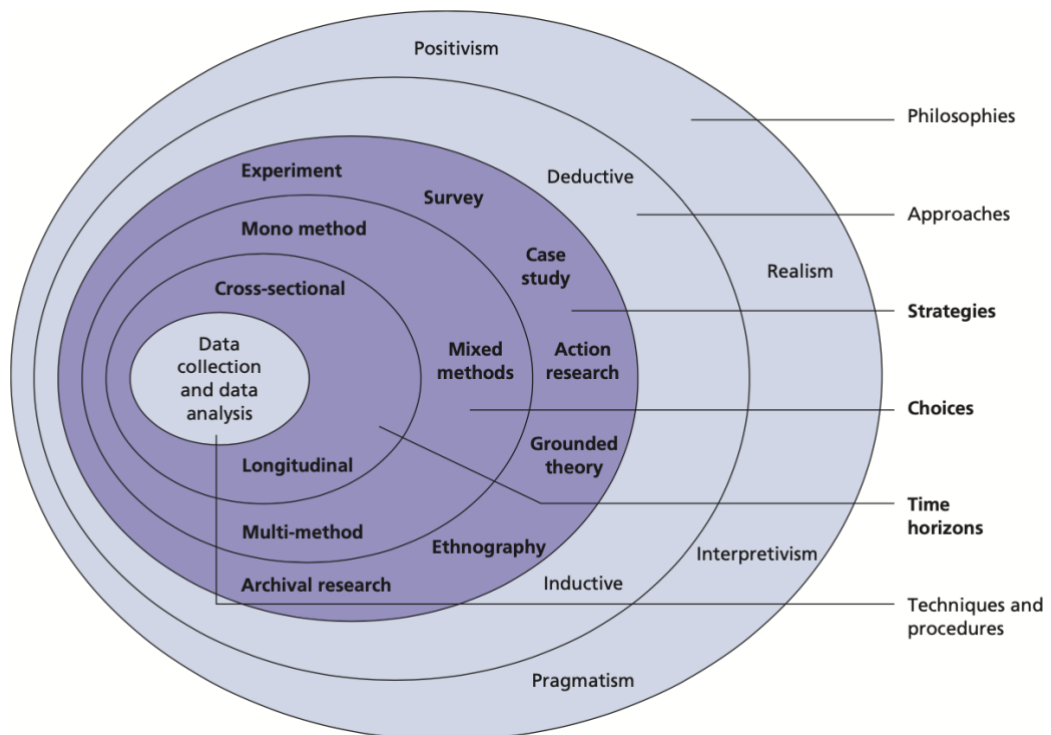 Positivism
Philosophies
Experiment
Survey
Deductive
Approaches
Mono method
Case
study
Realism
Cross-sectional
Strategies
Data
collection
and data
analysis
Mixed
methods
Action
research
Choices
Longitudinal
Grounded
theory
Time
horizons
Multi-method
Ethnography
Interpretivism
Archival research
Inductive
Techniques and
procedures
Pragmatism